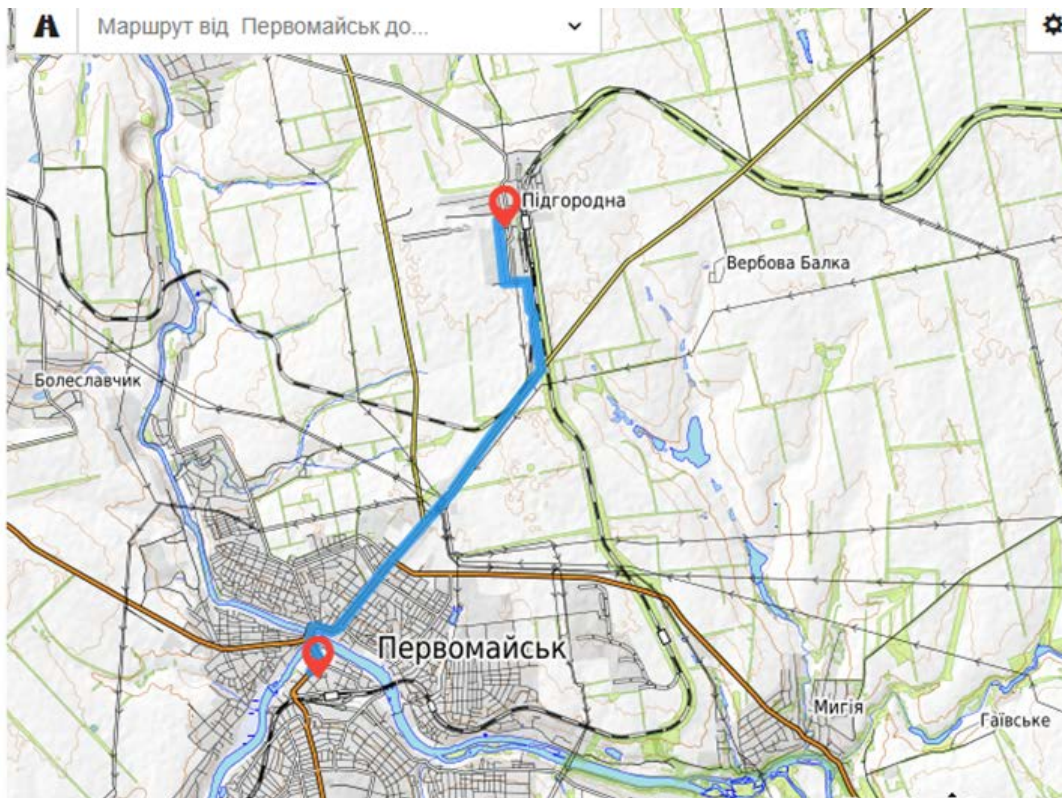 Маршрут від Первомайськ до...
Підгородна
Вербова Балка
Болеславчик
Первомайськ
Мигія
Гаївське